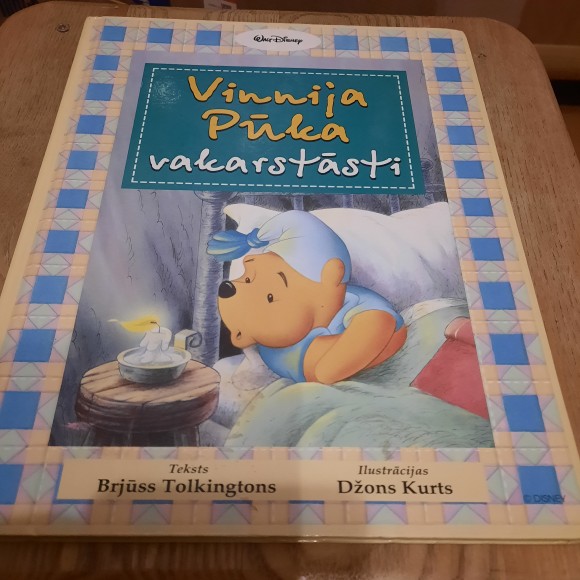 Walt Disney
Vinnija
Pūka
vakarstāsti
Teksts
Brjūss Tolkingtons
Ilustrācijas
Džons Kurts
© DISNEY